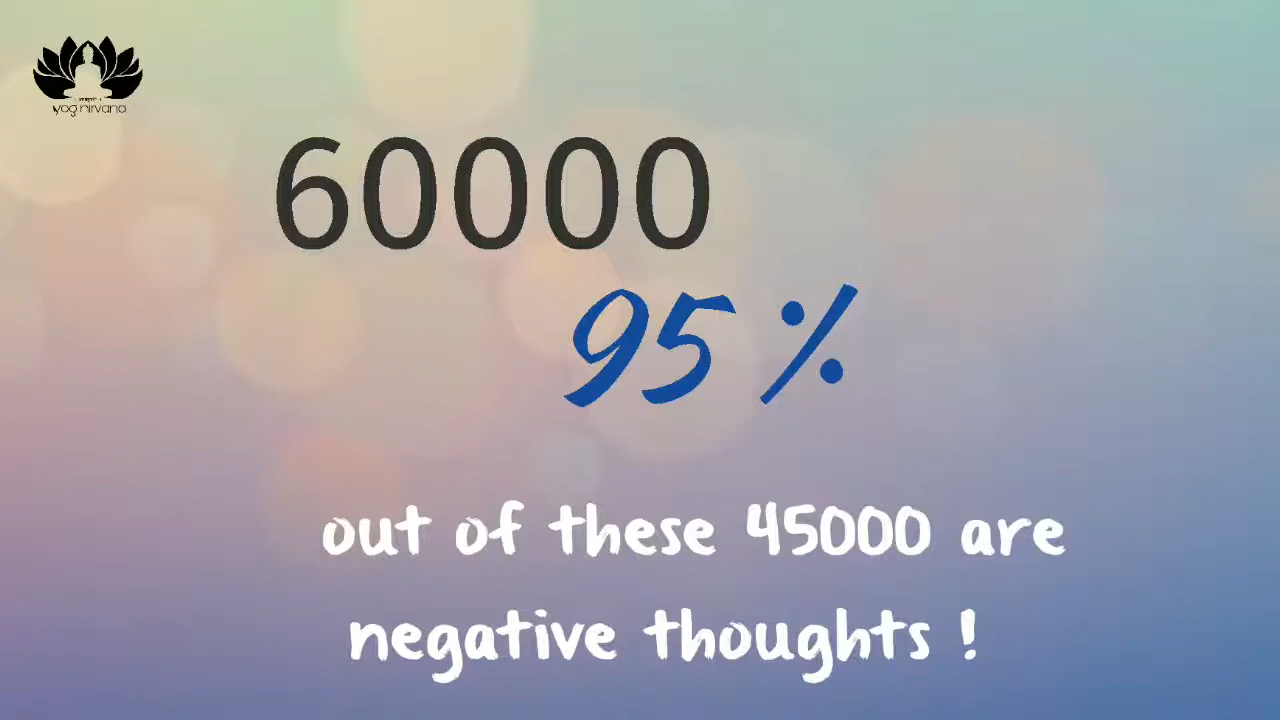 yog nirvana
60000
95 %
out of these 45000 are
negative thoughts !